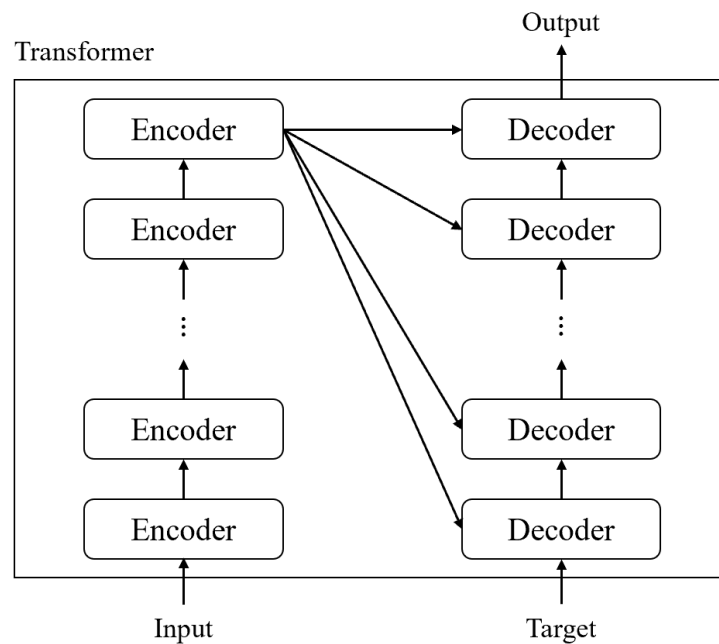 Output
Transformer
Encoder
Decoder
Encoder
Decoder
...
...
Encoder
Decoder
Encoder
Decoder
Input
Target